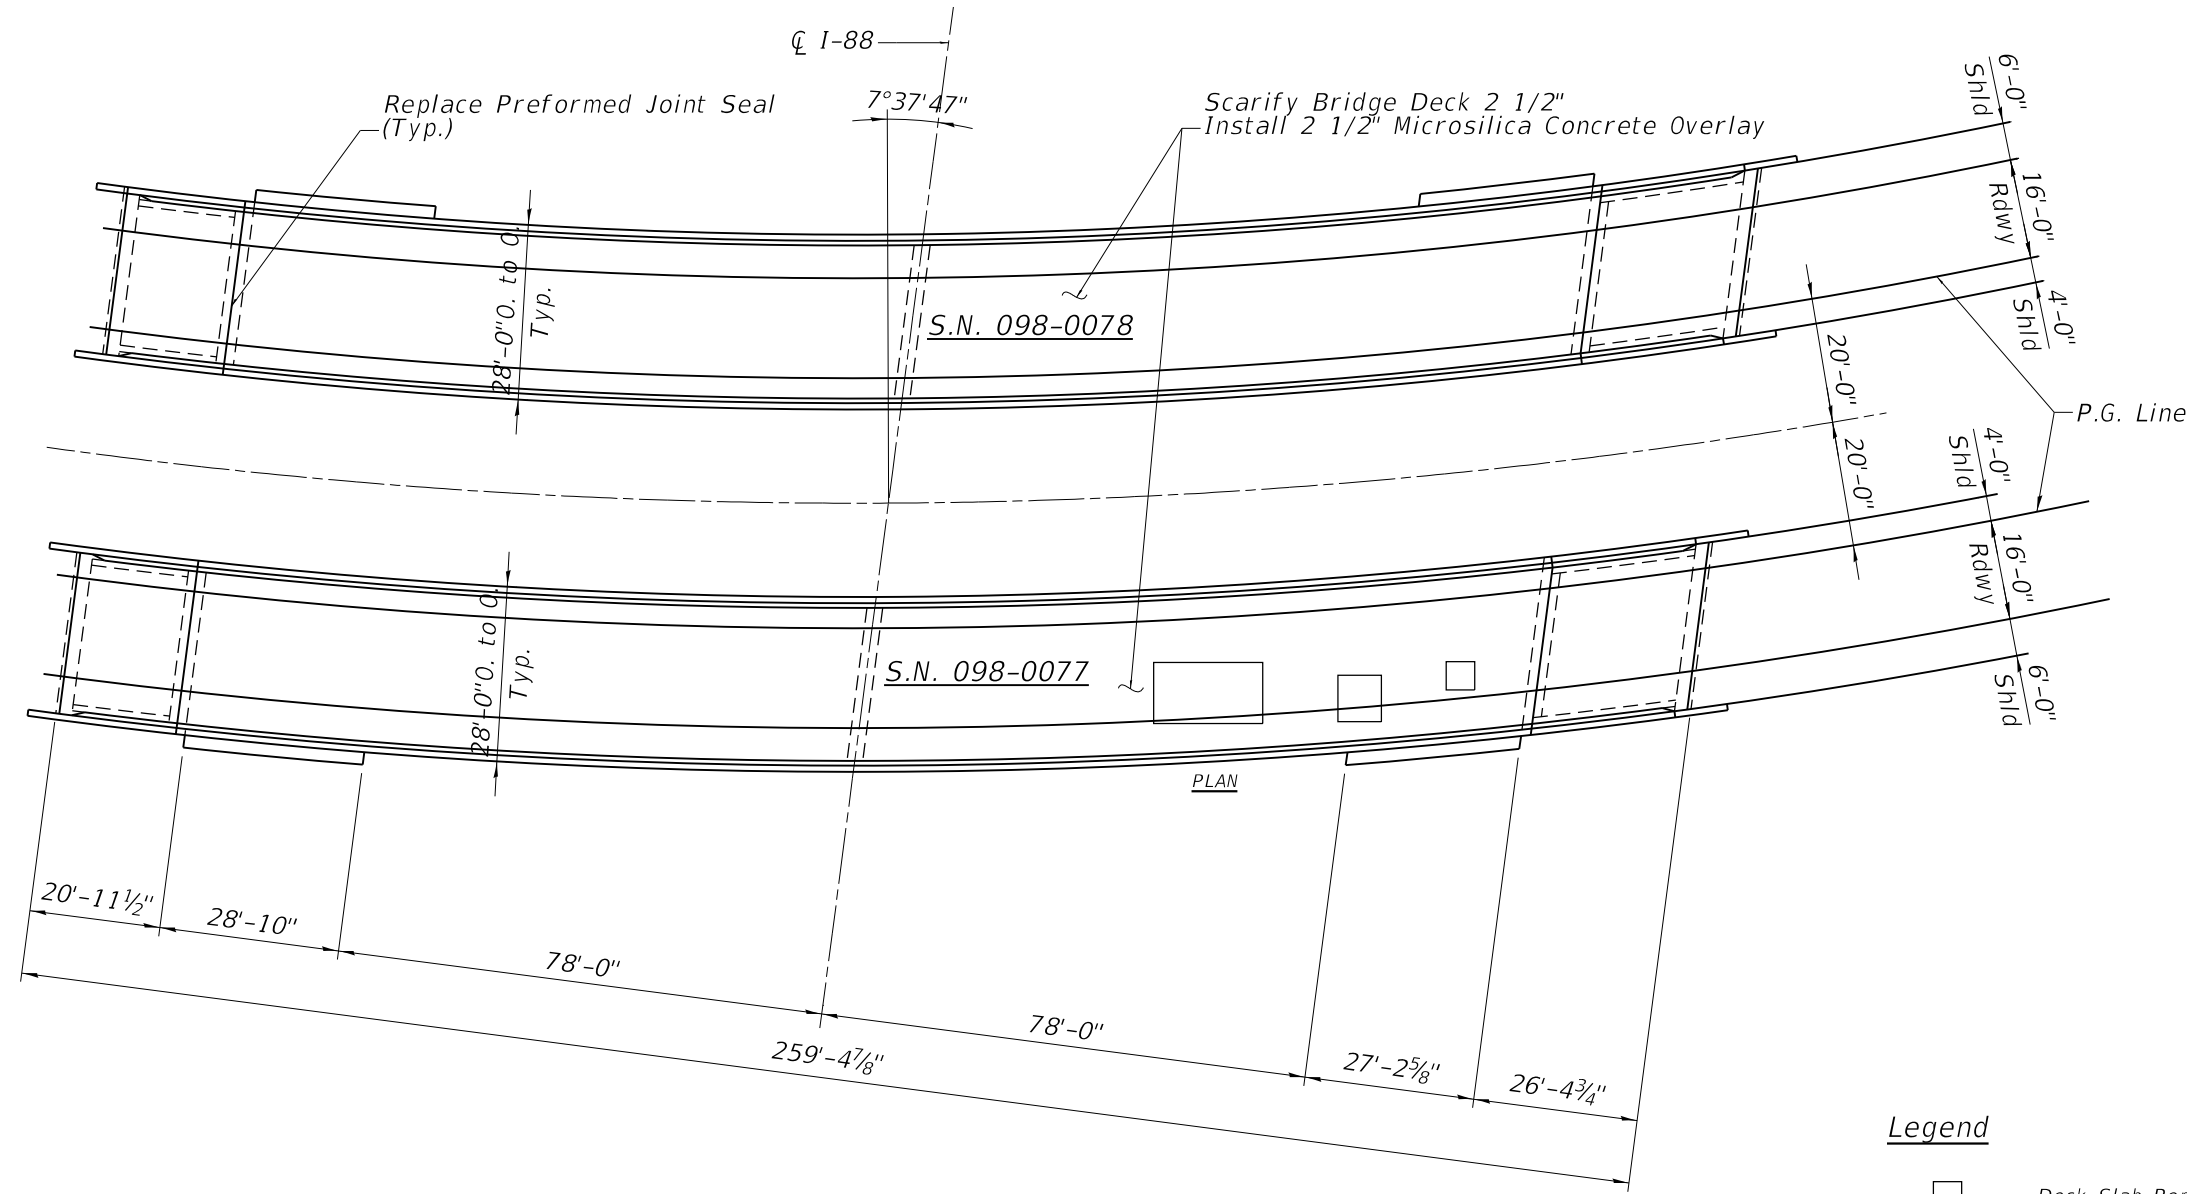 ℄ I-88
7°37'47"
Replace Preformed Joint Seal
(Typ.)
Scarify Bridge Deck 2 1/2"
Install 2 1/2" Microsilica Concrete Overlay
6'-0"
Shld
16'-0"
Rdwy
4'-0"
Shld
28'-0"O. to O.
Typ.
S.N. 098-0078
20'-0"
20'-0"
P.G. Line
4'-0"
Shld
16'-0"
Rdwy
6'-0"
Shld
28'-0"O. to O.
Typ.
S.N. 098-0077
PLAN
20'-11½"
28'-10"
78'-0"
78'-0"
27'-2⅝"
26'-4¾"
259'-4⅞"
Legend
Deck Slab